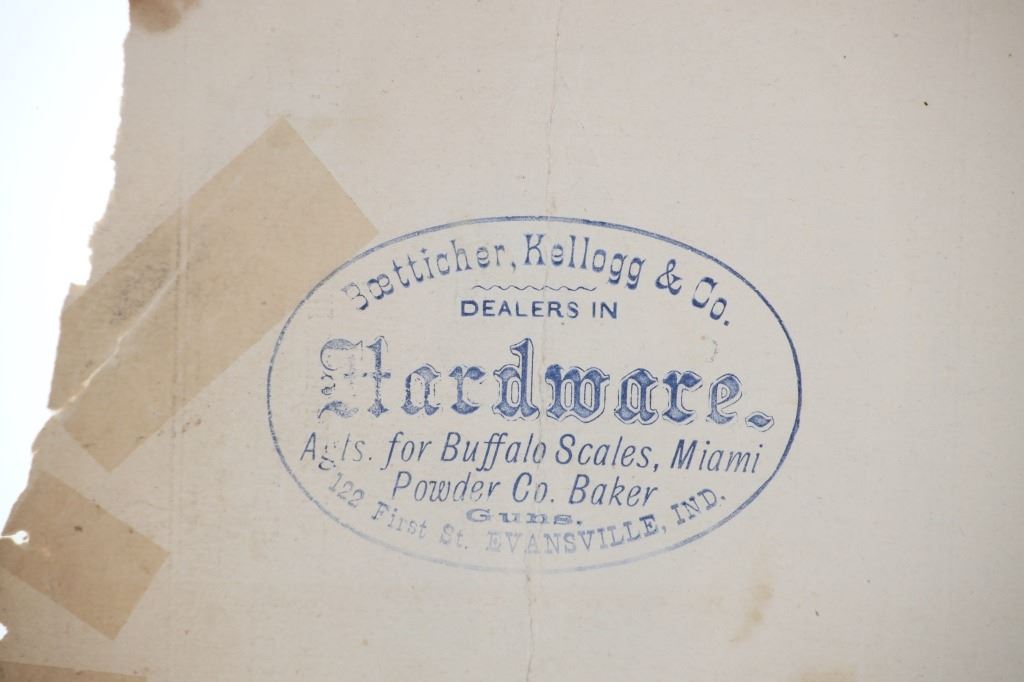 Bœtticher, Kellogg & Co.
DEALERS IN
Hardware.
Agts. for Buffalo Scales, Miami
Powder Co. Baker
Guns.
122 First St. EVANSVILLE, IND.